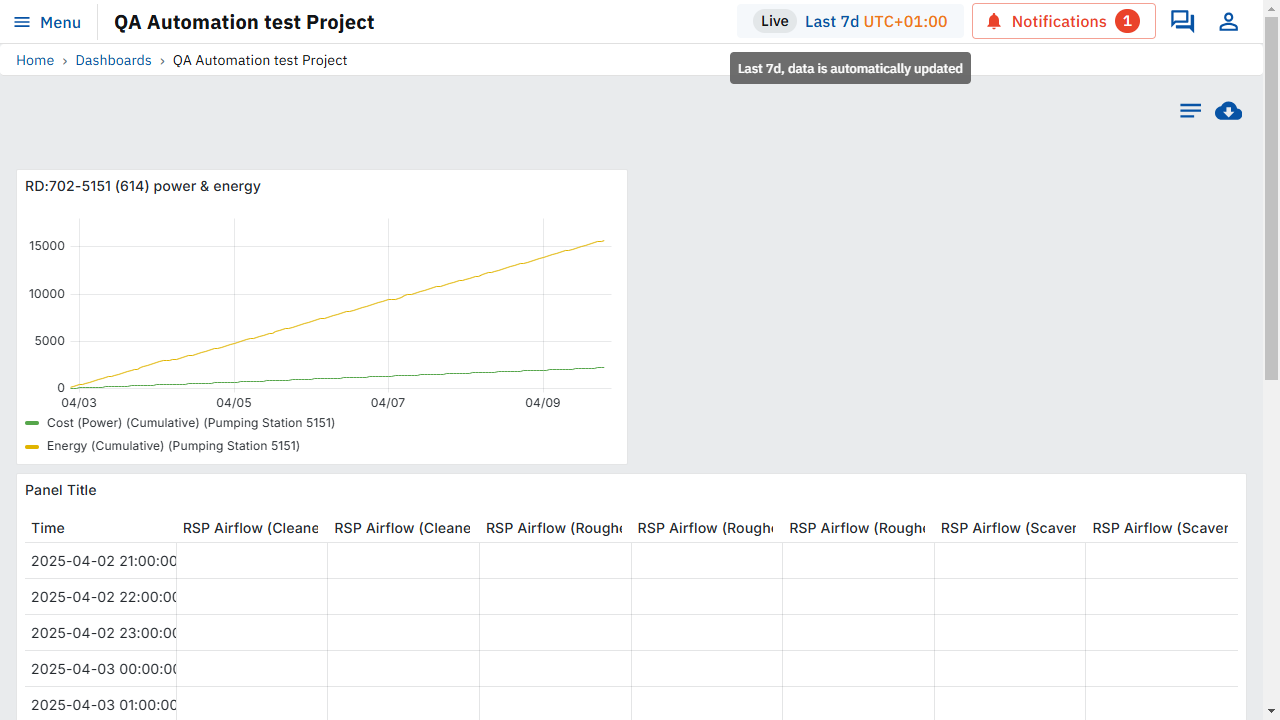 Menu
QA Automation test Project
Live Last 7d UTC+01:00
Notifications 1
Home › Dashboards › QA Automation test Project
Last 7d, data is automatically updated
RD:702-5151 (614) power & energy
15000
10000
5000
0
04/03 04/05 04/07 04/09
Cost (Power) (Cumulative) (Pumping Station 5151)
Energy (Cumulative) (Pumping Station 5151)
Panel Title
Time RSP Airflow (Cleane RSP Airflow (Cleane RSP Airflow (Roughe RSP Airflow (Roughe RSP Airflow (Roughe RSP Airflow (Scaven RSP Airflow (Scaven
2025-04-02 21:00:00
2025-04-02 22:00:00
2025-04-02 23:00:00
2025-04-03 00:00:00
2025-04-03 01:00:00